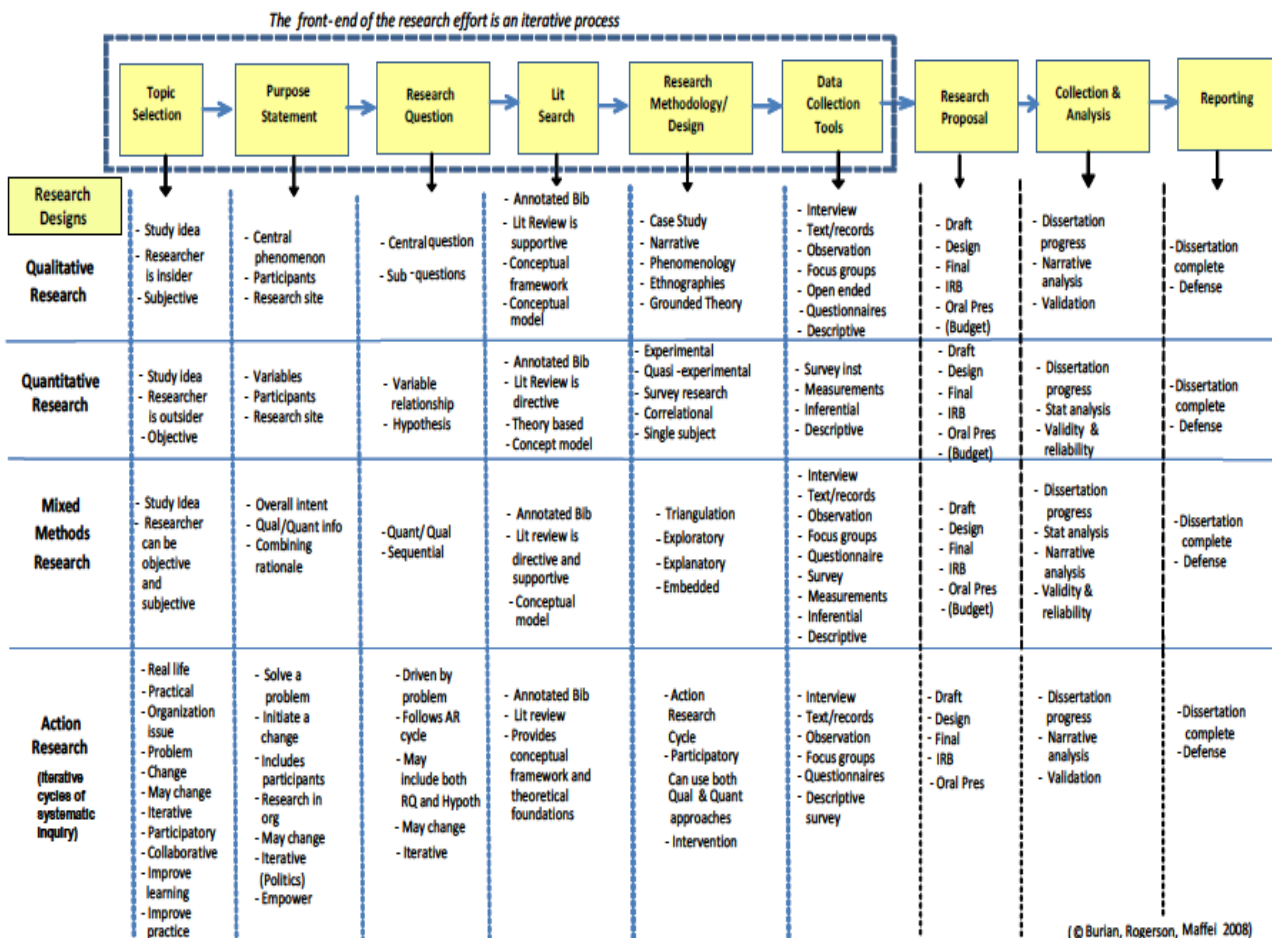 The front-end of the research effort is an iterative process
Topic
Selection
Purpose
Statement
Research
Question
Lit
Search
Research
Methodology/
Design
Data
Collection
Tools
Research
Proposal
Collection &
Analysis
Reporting
Research
Designs
Qualitative
Research
- Study idea
- Researcher
is insider
- Subjective
- Central
phenomenon
- Participants
- Research site
- Central question
- Sub -questions
- Annotated Bib
- Lit Review is
supportive
- Conceptual
framework
- Conceptual
model
- Case Study
- Narrative
- Phenomenology
- Ethnographies
- Grounded Theory
- Interview
- Text/records
- Observation
- Focus groups
- Open ended
- Questionnaires
- Descriptive
- Draft
- Design
- Final
- IRB
- Oral Pres
- (Budget)
- Dissertation
progress
- Narrative
analysis
- Validation
- Dissertation
complete
- Defense
Quantitative
Research
- Study idea
- Researcher
is outsider
- Objective
- Variables
- Participants
- Research site
- Variable
relationship
- Hypothesis
- Annotated Bib
- Lit Review is
directive
- Theory based
- Concept model
- Experimental
- Quasi -experimental
- Survey research
- Correlational
- Single subject
- Survey inst
- Measurements
- Inferential
- Descriptive
- Draft
- Design
- Final
- IRB
- Oral Pres
- (Budget)
- Dissertation
progress
- Stat analysis
- Validity &
reliability
- Dissertation
complete
- Defense
Mixed
Methods
Research
- Study Idea
- Researcher
can be
objective
and
subjective
- Overall intent
- Qual/Quant info
- Combining
rationale
- Quant/ Qual
- Sequential
- Annotated Bib
- Lit review is
directive and
supportive
- Conceptual
model
- Triangulation
- Exploratory
- Explanatory
- Embedded
- Interview
- Text/records
- Observation
- Focus groups
- Questionnaire
- Survey
- Measurements
- Inferential
- Descriptive
- Draft
- Design
- Final
- IRB
- Oral Pres
- (Budget)
- Dissertation
progress
- Stat analysis
- Narrative
analysis
- Validity &
reliability
- Dissertation
complete
- Defense
Action
Research
(Iterative
cycles of
systematic
inquiry)
- Real life
- Practical
- Organization
issue
- Problem
- Change
- May change
- Iterative
- Participatory
- Collaborative
- Improve
learning
- Improve
practice
- Solve a
problem
- Initiate a
change
- Includes
participants
- Research in
org
- May change
- Iterative
(Politics)
- Empower
- Driven by
problem
- Follows AR
cycle
- May
include both
RQ and Hypoth
- May change
- Iterative
- Annotated Bib
- Lit review
- Provides
conceptual
framework and
theoretical
foundations
- Action
Research
Cycle
- Participatory
Can use both
Qual & Quant
approaches
- Intervention
- Interview
- Text/records
- Observation
- Focus groups
- Questionnaires
- Descriptive
survey
- Draft
- Design
- Final
- IRB
- Oral Pres
- Dissertation
progress
- Narrative
analysis
- Validation
- Dissertation
complete
- Defense
(© Burian, Rogerson, Maffei 2008)